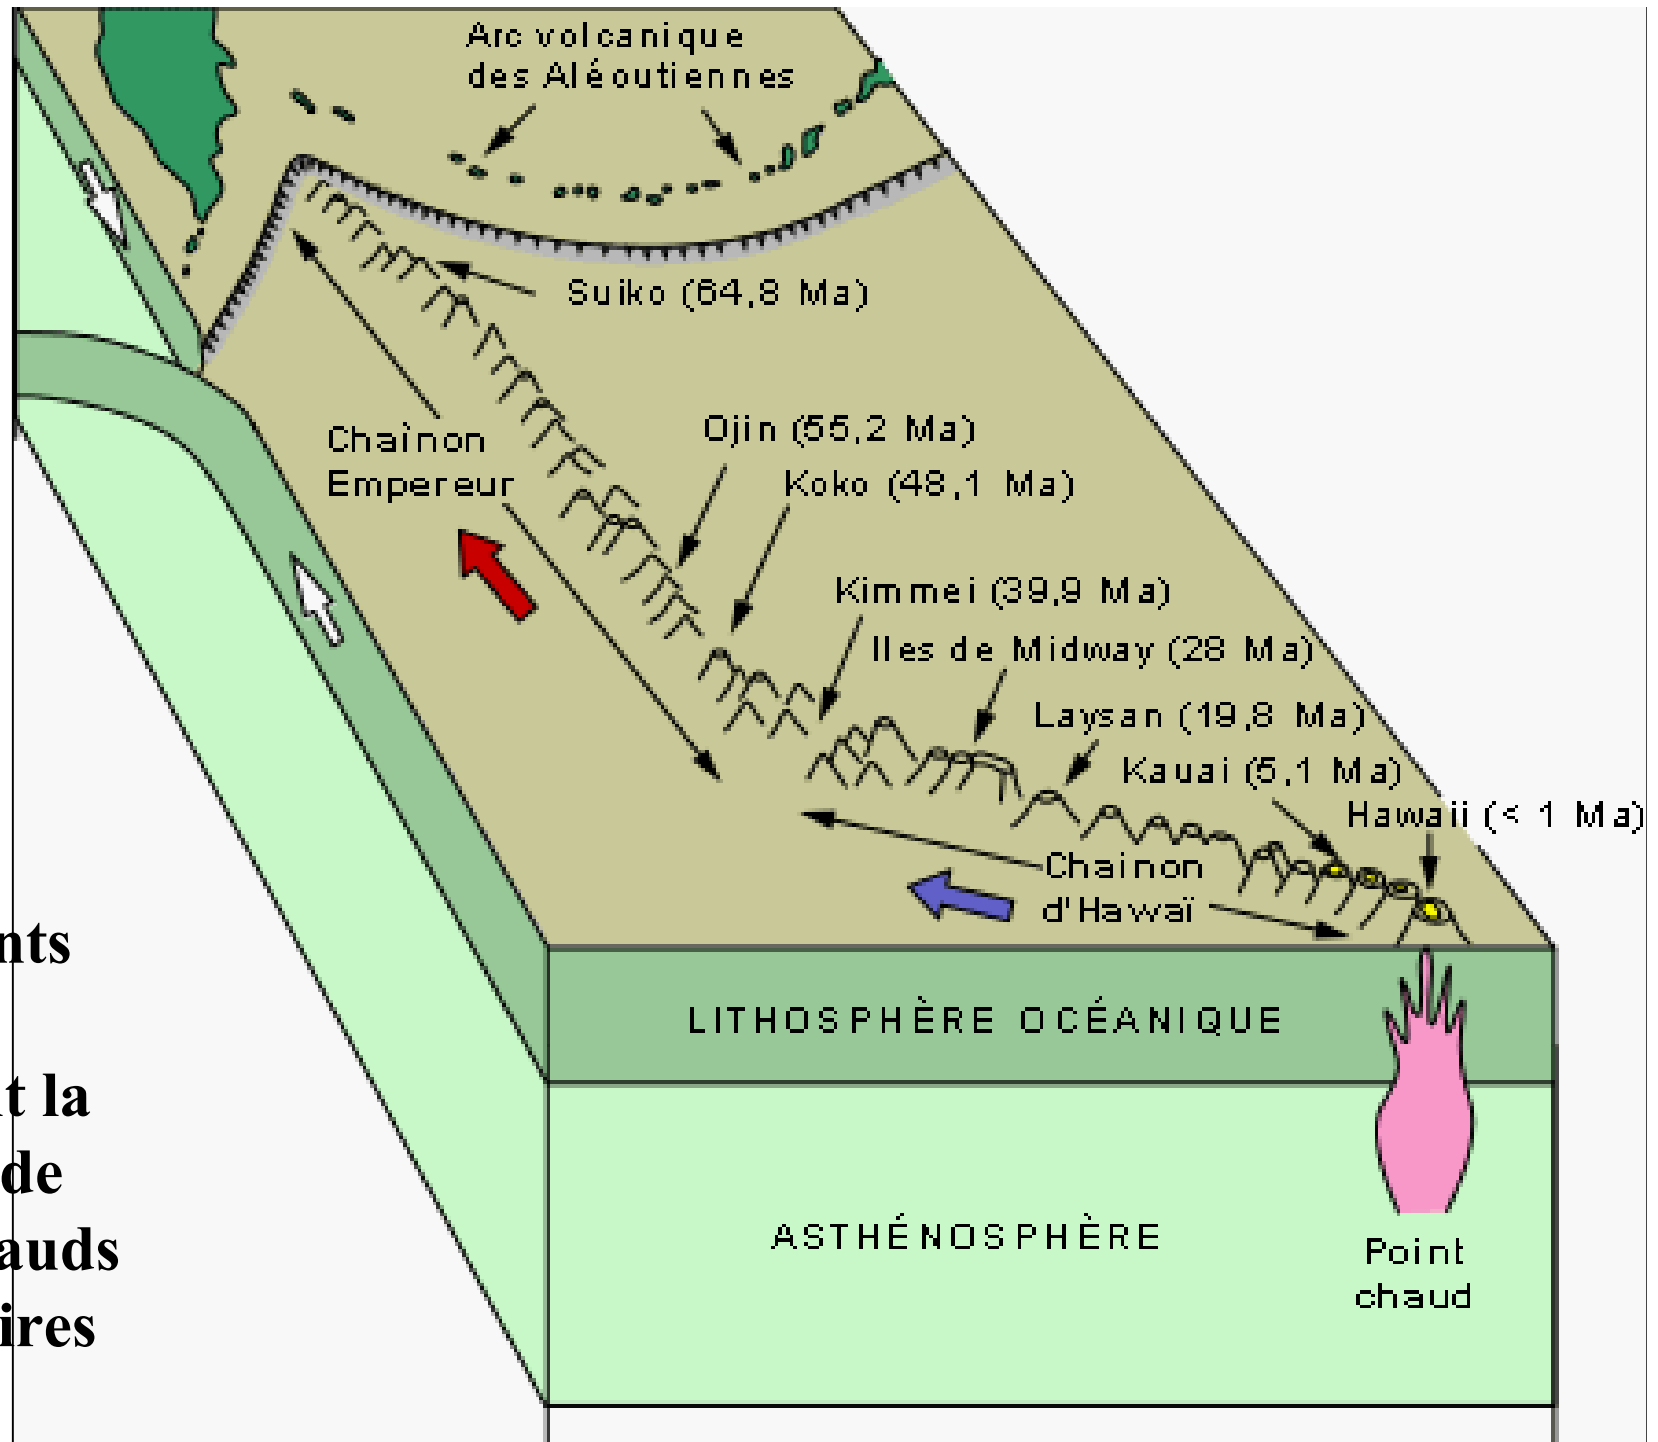 Arc volcanique
des Aléoutiennes
Suiko (64,8 Ma)
Ojin (55,2 Ma)
Chaînon
Empereur
Koko (48,1 Ma)
Kimmei (39,9 Ma)
Iles de Midway (28 Ma)
Laysan (19,8 Ma)
Kauai (5,1 Ma)
Hawaii (< 1 Ma)
Chainon
d'Hawaï
LITHOSPHÈRE OCÉANIQUE
ASTHÉNOSPHÈRE
Point
chaud
nts
t la
de
auds
ires